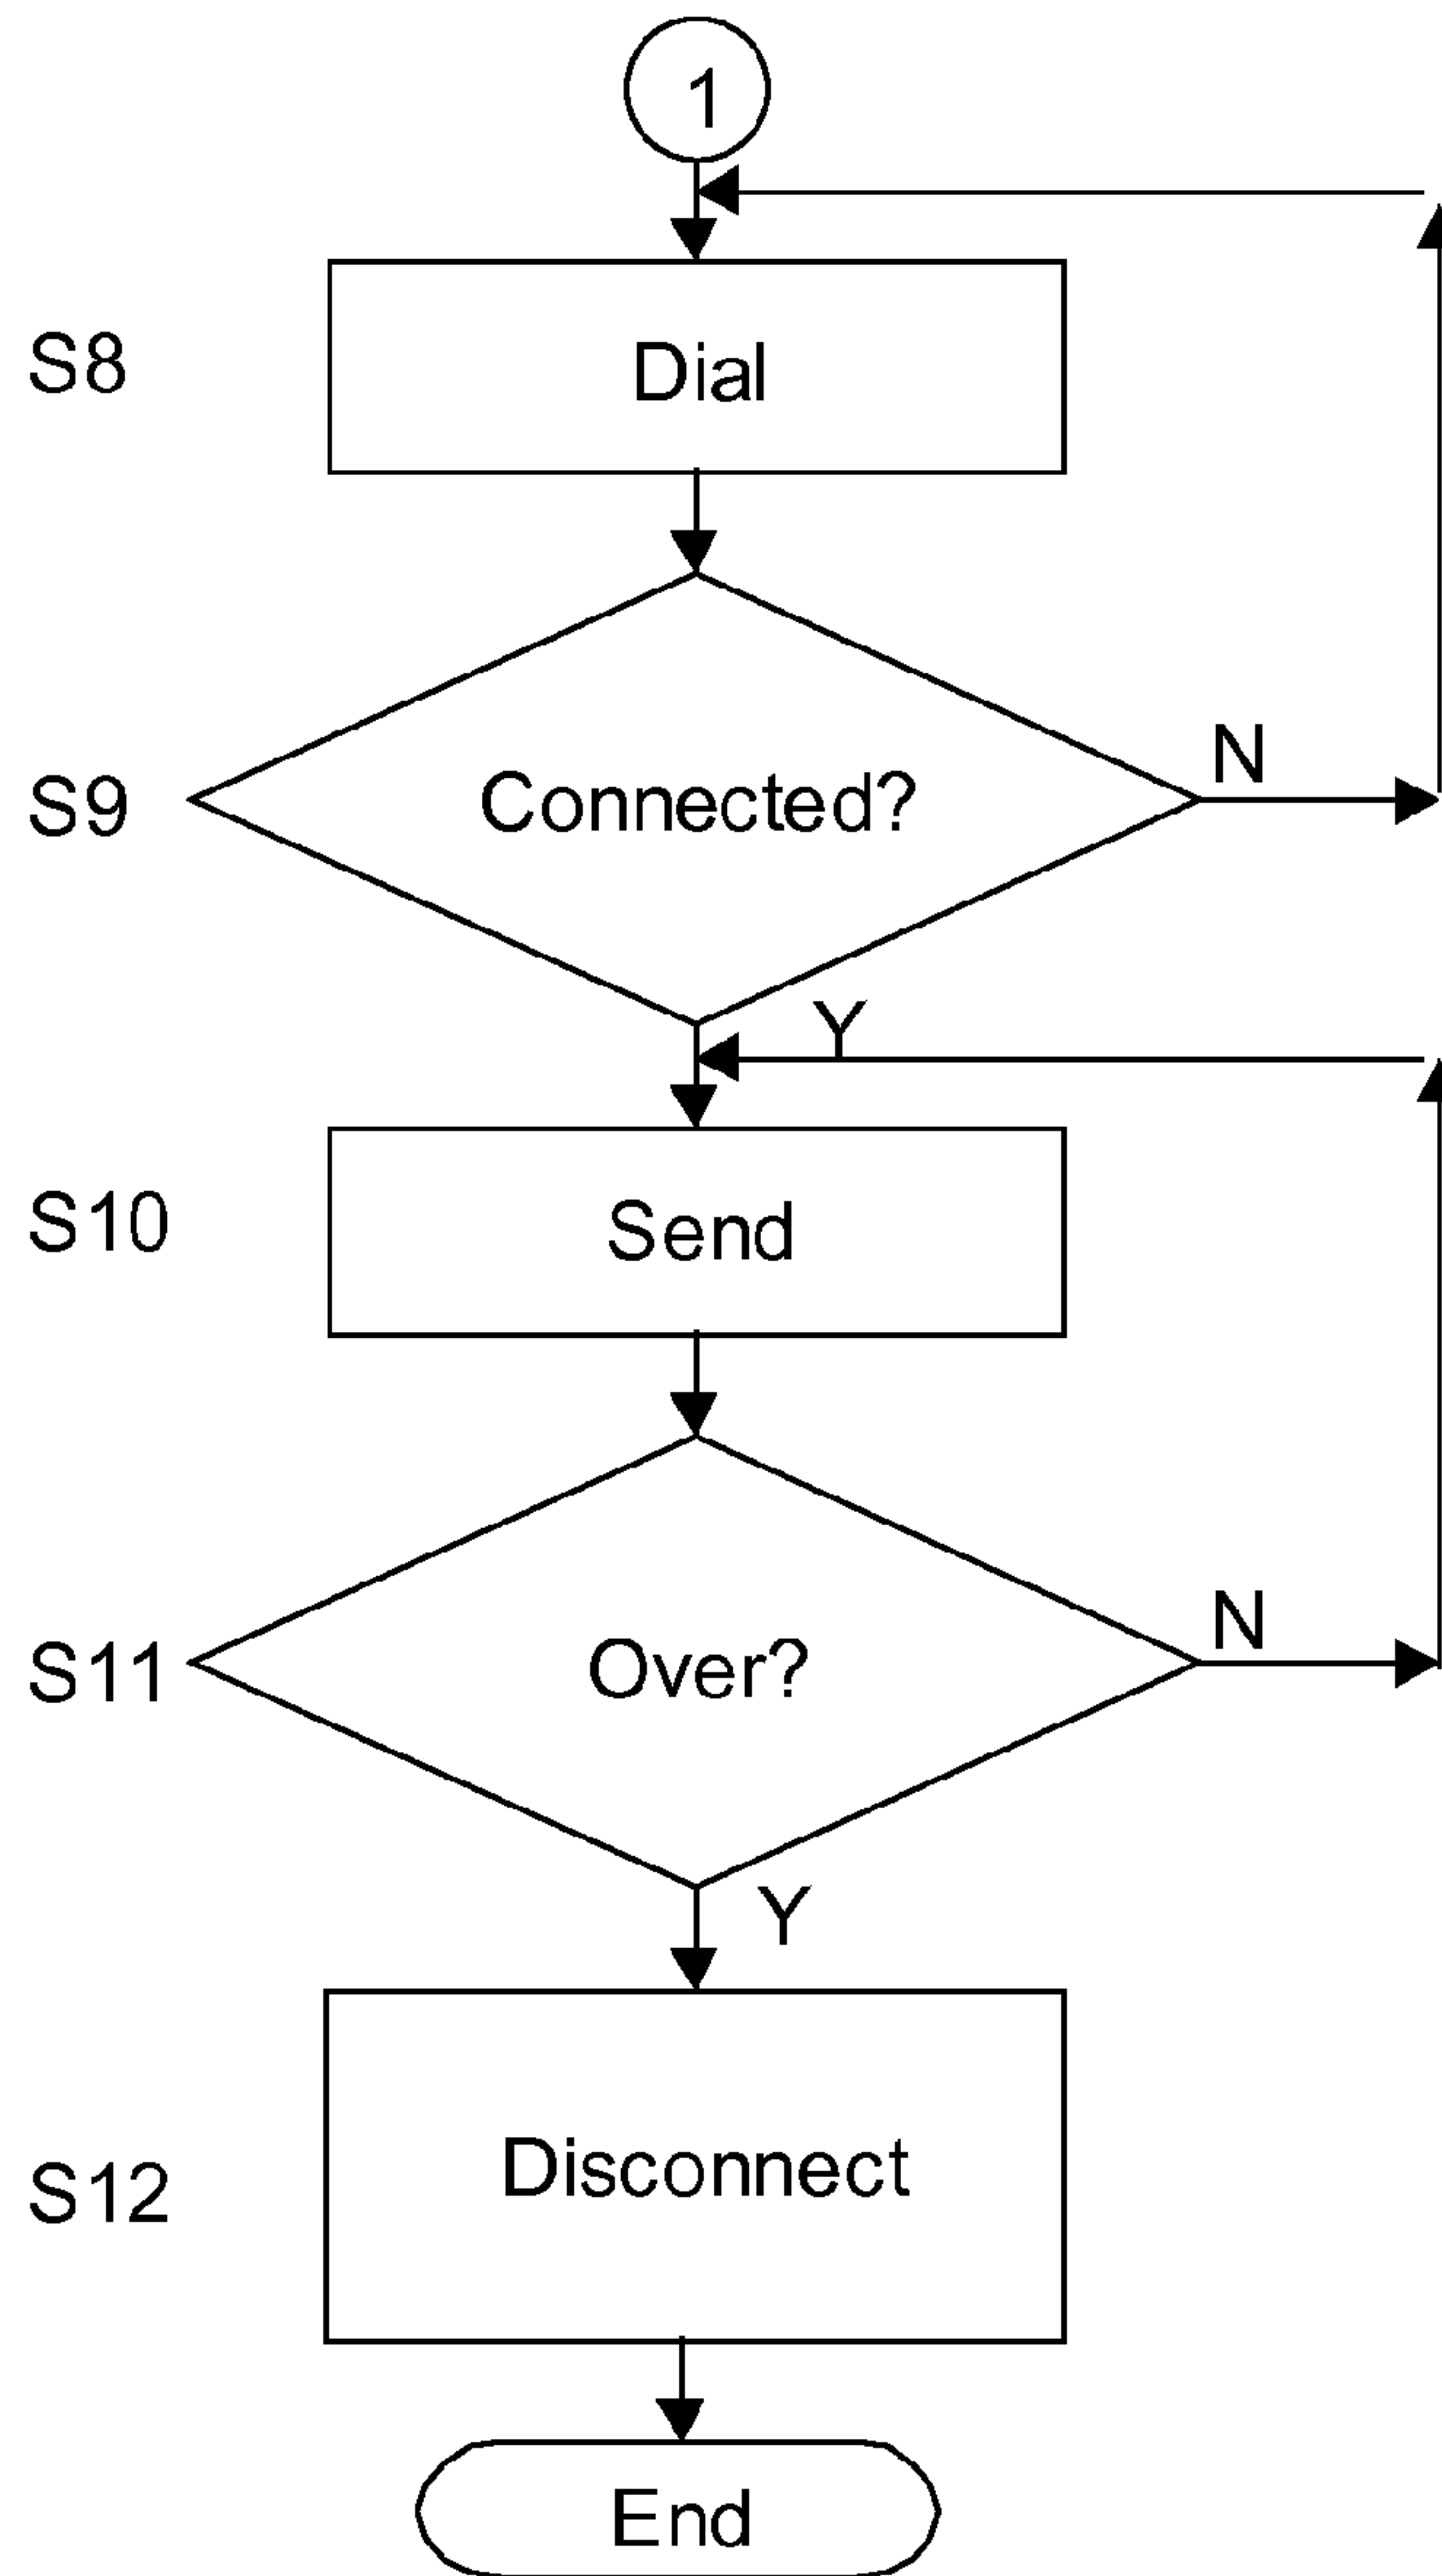 1
S8
Dial
S9
Connected?
N
Y
S10
Send
S11
Over?
N
Y
S12
Disconnect
End